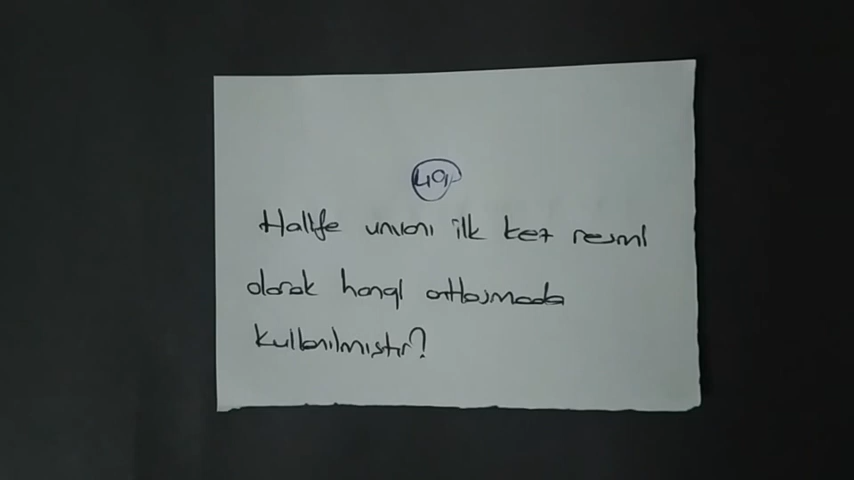 49
Halife unvanı ilk kez resmi
olarak hangi antlaşmada
kullanılmıştır?